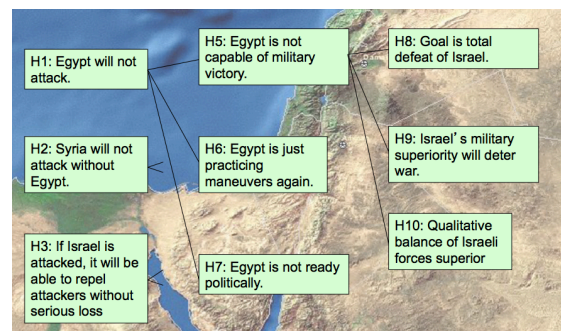 H1: Egypt will not
attack.
H5: Egypt is not
capable of military
victory.
H8: Goal is total
defeat of Israel.
H2: Syria will not
attack without
Egypt.
H6: Egypt is just
practicing
maneuvers again.
H9: Israel's military
superiority will deter
war.
H3: If Israel is
attacked, it will be
able to repel
attackers without
serious loss
H7: Egypt is not ready
politically.
H10: Qualitative
balance of Israeli
forces superior